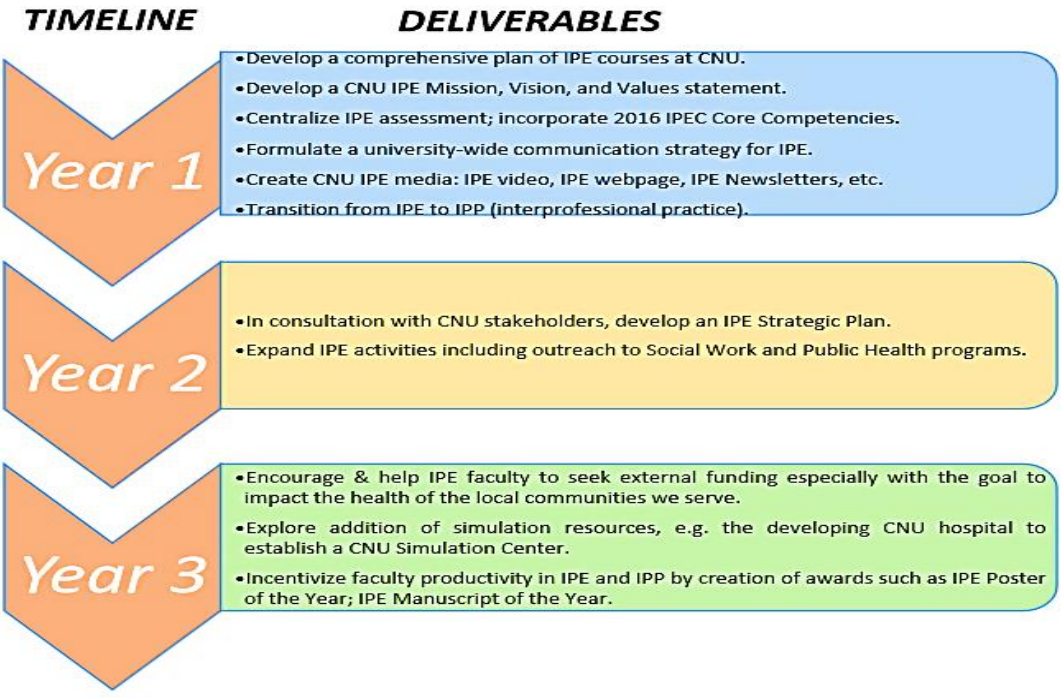 TIMELINE DELIVERABLES
Year 1
•Develop a comprehensive plan of IPE courses at CNU.
•Develop a CNU IPE Mission, Vision, and Values statement.
•Centralize IPE assessment; incorporate 2016 IPEC Core Competencies.
•Formulate a university-wide communication strategy for IPE.
•Create CNU IPE media: IPE video, IPE webpage, IPE Newsletters, etc.
•Transition from IPE to IPP (interprofessional practice).
Year 2
•In consultation with CNU stakeholders, develop an IPE Strategic Plan.
•Expand IPE activities including outreach to Social Work and Public Health programs.
Year 3
•Encourage & help IPE faculty to seek external funding especially with the goal to
impact the health of the local communities we serve.
•Explore addition of simulation resources, e.g. the developing CNU hospital to
establish a CNU Simulation Center.
•Incentivize faculty productivity in IPE and IPP by creation of awards such as IPE Poster
of the Year; IPE Manuscript of the Year.